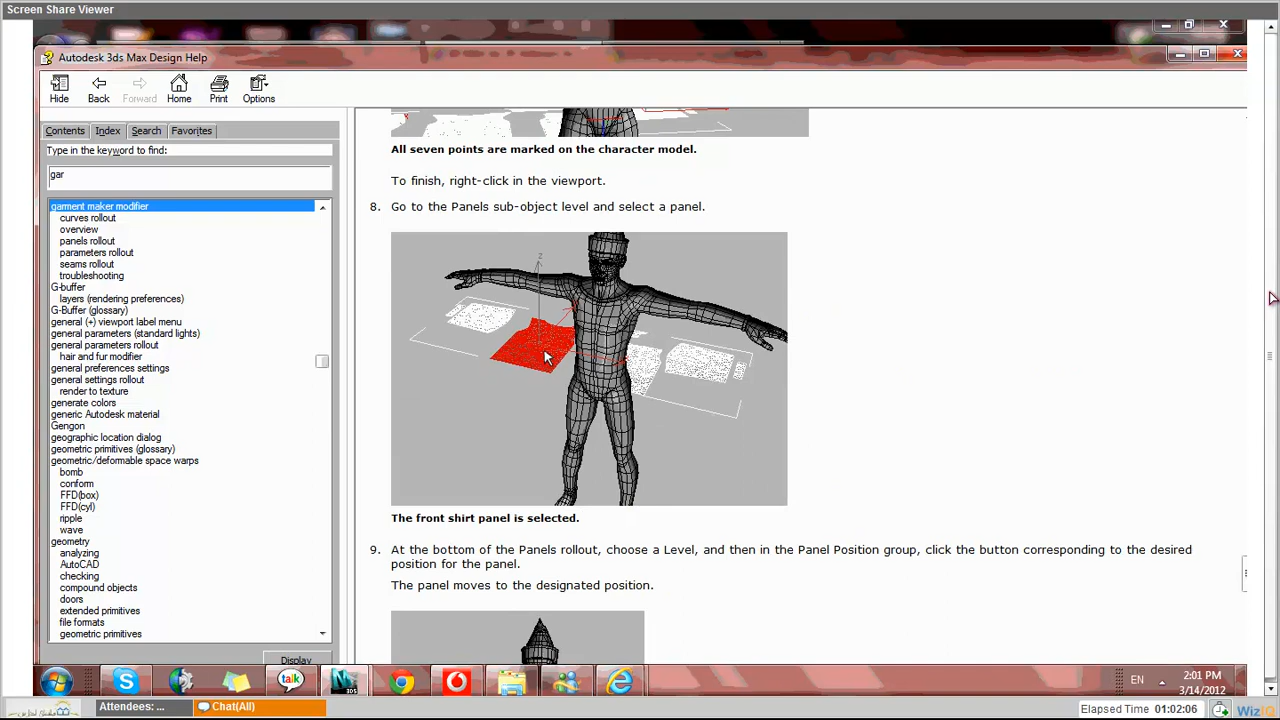 Screen Share Viewer
Autodesk 3ds Max Design Help
Hide
Back
Forward
Home
Print
Options
Contents
Index
Search
Favorites
Type in the keyword to find:
gar
garment maker modifier
curves rollout
overview
panels rollout
parameters rollout
seams rollout
troubleshooting
G-buffer
layers (rendering preferences)
G-Buffer (glossary)
general (+) viewport label menu
general parameters (standard lights)
general parameters rollout
hair and fur modifier
general preferences settings
general settings rollout
render to texture
generate colors
generic Autodesk material
Gengon
geographic location dialog
geometric primitives (glossary)
geometric/deformable space warps
bomb
conform
FFD(box)
FFD(cyl)
ripple
wave
geometry
analyzing
AutoCAD
checking
compound objects
doors
extended primitives
file formats
geometric primitives
Display
All seven points are marked on the character model.
To finish, right-click in the viewport.
8. Go to the Panels sub-object level and select a panel.
z
The front shirt panel is selected.
9. At the bottom of the Panels rollout, choose a Level, and then in the Panel Position group, click the button corresponding to the desired
position for the panel.
The panel moves to the designated position.
talk
3DS
EN
2:01 PM
3/14/2012
Attendees: ...
Chat(All)
Elapsed Time
01:02:06
WizIQ